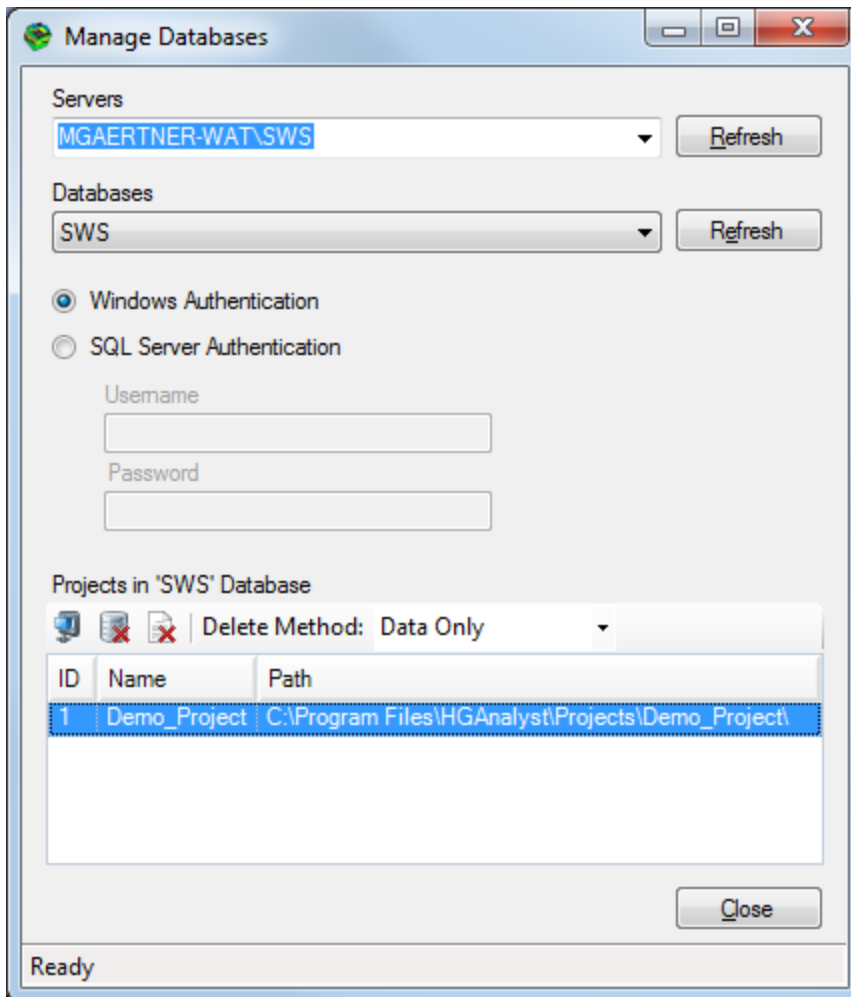 Manage Databases
Servers
MGAERTNER-WAT\SWS
Refresh
Databases
SWS
Refresh
Windows Authentication
SQL Server Authentication
Username
Password
Projects in "SWS" Database
Delete Method: Data Only
ID Name Path
1 Demo_Project C:\Program Files\HGAnalyst\Projects\Demo_Project\
Close
Ready